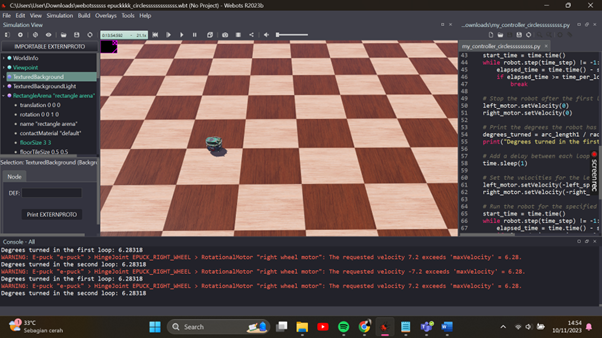 C:\Users\User\Downloads\webotsssss epuckkkk_circlessssssssss.wbt (No Project) - Webots R2023b
File Edit View Simulation Build Overlays Tools Help
Simulation View
IMPORTABLE EXTERNPROTO
WorldInfo
Viewpoint
TexturedBackground
TexturedBackgroundLight
RectangleArena "rectangle arena"
translation 0 0 0
rotation 0 0 1 0
name "rectangle arena"
contactMaterial "default"
floorSize 3 3
floorTileSize 0.5 0.5
Selection: TexturedBackground (Backgro
Node
DEF:
Print EXTERNPROTO
...ownloads\my_controller_circlesssssssss.py
my_controller_circlesssssssss.py
43 start_time = time.time()
44 while robot.step(time_step) != -1:
45 elapsed_time = time.time() - s
46 if elapsed_time >= time_per_lo
47 break
48
49 # Stop the robot after the first l
50 left_motor.setVelocity(0)
51 right_motor.setVelocity(0)
52
53 # Print the degrees the robot has
54 degrees_turned = arc_length1 / rad
55 print("Degrees turned in the first
56
57 # Add a delay between each loop
58 time.sleep(1)
59
60 # Set the velocities for the le
61 left_motor.setVelocity(-left_sp
62 right_motor.setVelocity(-right_
63
64 # Run the robot for the specified
65 start_time = time.time()
66 while robot.step(time_step) != -1:
67 elapsed_time = time.time() - s
screenrec
Console - All
Degrees turned in the first loop: 6.28318
WARNING: E-puck "e-puck" > HingeJoint EPUCK_RIGHT_WHEEL > RotationalMotor "right wheel motor": The requested velocity 7.2 exceeds 'maxVelocity' = 6.28.
Degrees turned in the second loop: 6.28318
WARNING: E-puck "e-puck" > HingeJoint EPUCK_RIGHT_WHEEL > RotationalMotor "right wheel motor": The requested velocity -7.2 exceeds 'maxVelocity' = 6.28.
Degrees turned in the first loop: 6.28318
WARNING: E-puck "e-puck" > HingeJoint EPUCK_RIGHT_WHEEL > RotationalMotor "right wheel motor": The requested velocity 7.2 exceeds 'maxVelocity' = 6.28.
Degrees turned in the second loop: 6.28318
33°C
Sebagian cerah
Search
14:54
10/11/2023